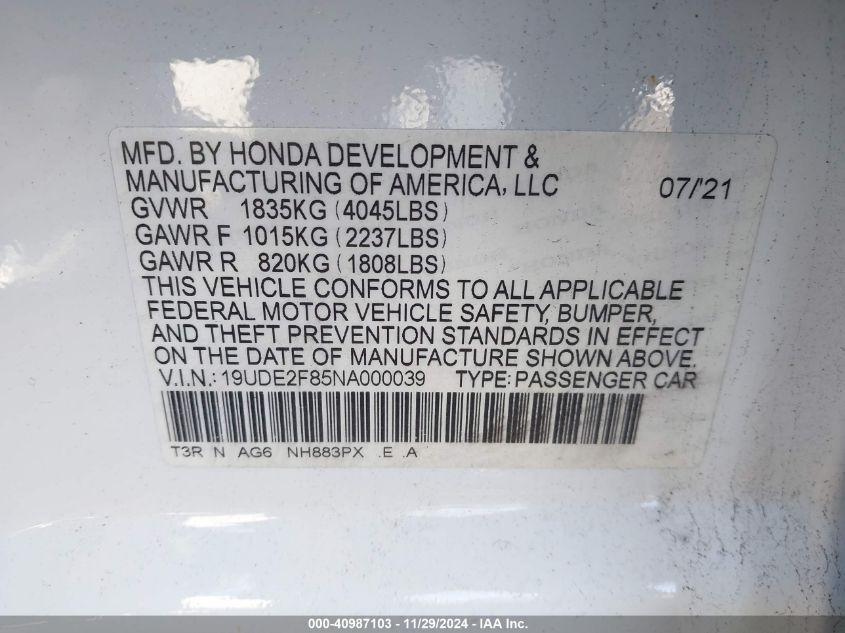 MFD. BY HONDA DEVELOPMENT &
MANUFACTURING OF AMERICA, LLC 07/'21
GVWR 1835KG (4045LBS)
GAWR F 1015KG (2237LBS)
GAWR R 820KG (1808LBS)
THIS VEHICLE CONFORMS TO ALL APPLICABLE
FEDERAL MOTOR VEHICLE SAFETY, BUMPER,
AND THEFT PREVENTION STANDARDS IN EFFECT
ON THE DATE OF MANUFACTURE SHOWN ABOVE.
V.I.N.: 19UDE2F85NA000039 TYPE: PASSENGER CAR
T3R N AG6 NH883PX .E .A
000-40987103 - 11/29/2024 - IAA Inc.